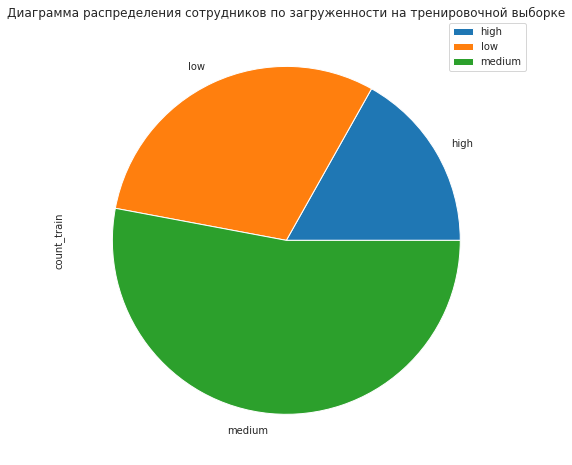 Диаграмма распределения сотрудников по загруженности на тренировочной выборке
high
low
medium
low
high
count_train
medium